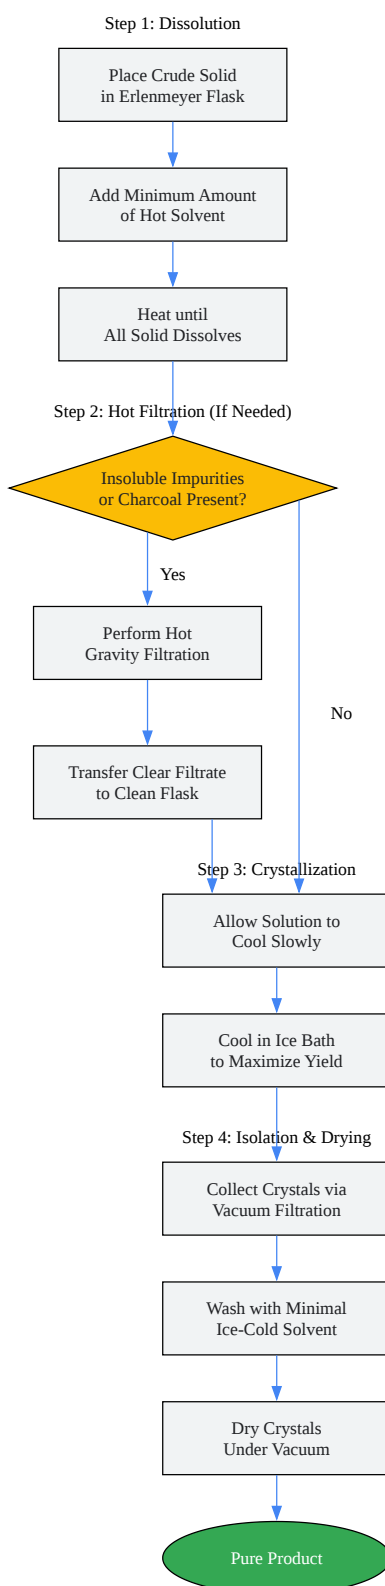 Step 1: Dissolution
Place Crude Solid
in Erlenmeyer Flask
Add Minimum Amount
of Hot Solvent
Heat until
All Solid Dissolves
Step 2: Hot Filtration (If Needed)
Insoluble Impurities
or Charcoal Present?
Yes
Perform Hot
Gravity Filtration
No
Transfer Clear Filtrate
to Clean Flask
Step 3: Crystallization
Allow Solution to
Cool Slowly
Cool in Ice Bath
to Maximize Yield
Step 4: Isolation & Drying
Collect Crystals via
Vacuum Filtration
Wash with Minimal
Ice-Cold Solvent
Dry Crystals
Under Vacuum
Pure Product